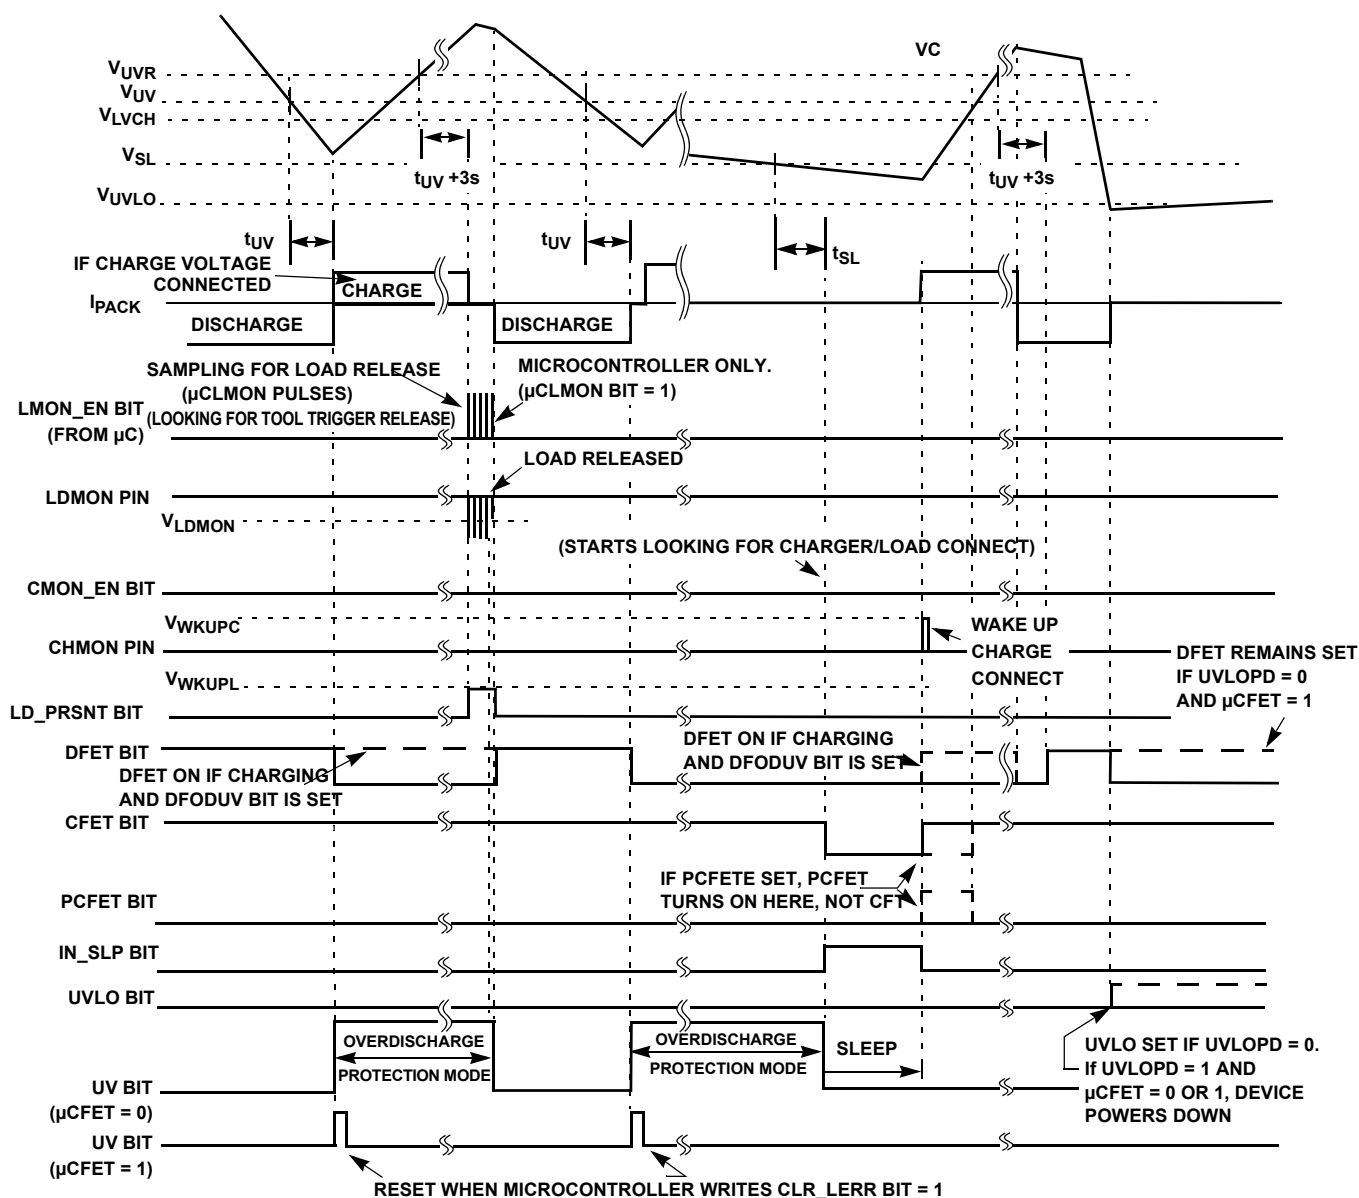 VC
VUVR
VUV
VLVCH
VSL
VUVLO
tUV +3s
tUV +3s
tUV
tUV
tSL
IF CHARGE VOLTAGE
CONNECTED
CHARGE
IPACK
DISCHARGE
DISCHARGE
SAMPLING FOR LOAD RELEASE
(µCLMON PULSES)
(LOOKING FOR TOOL TRIGGER RELEASE)
MICROCONTROLLER ONLY.
(µCLMON BIT = 1)
LMON_EN BIT
(FROM µC)
LOAD RELEASED
LDMON PIN
VLDMON
(STARTS LOOKING FOR CHARGER/LOAD CONNECT)
CMON_EN BIT
VWKUPC
CHMON PIN
WAKE UP
CHARGE
CONNECT
VWKUPL
LD_PRSNT BIT
DFET REMAINS SET
IF UVLOPD = 0
AND µCFET = 1
DFET BIT
DFET ON IF CHARGING
AND DFODUV BIT IS SET
DFET ON IF CHARGING
AND DFODUV BIT IS SET
CFET BIT
IF PCFETE SET, PCFET
TURNS ON HERE, NOT CFT
PCFET BIT
IN_SLP BIT
UVLO BIT
OVERDISCHARGE
PROTECTION MODE
OVERDISCHARGE
PROTECTION MODE
SLEEP
UVLO SET IF UVLOPD = 0.
If UVLOPD = 1 AND
µCFET = 0 OR 1, DEVICE
POWERS DOWN
UV BIT
(µCFET = 0)
UV BIT
(µCFET = 1)
RESET WHEN MICROCONTROLLER WRITES CLR_LERR BIT = 1